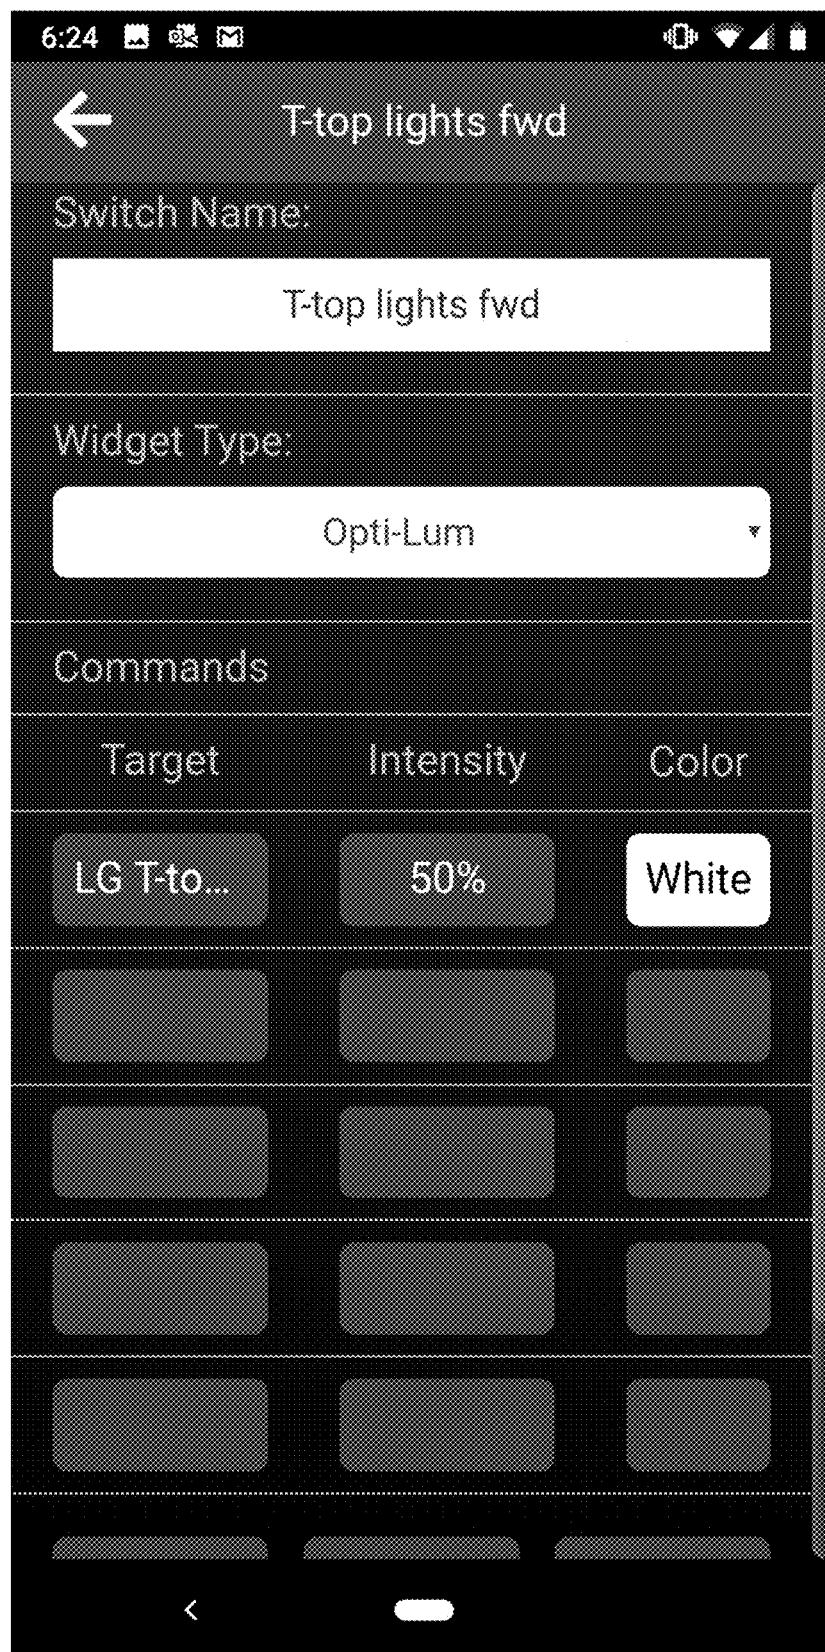 6:24
T-top lights fwd
Switch Name:
T-top lights fwd
Widget Type:
Opti-Lum
Commands
Target Intensity Color
LG T-to... 50% White